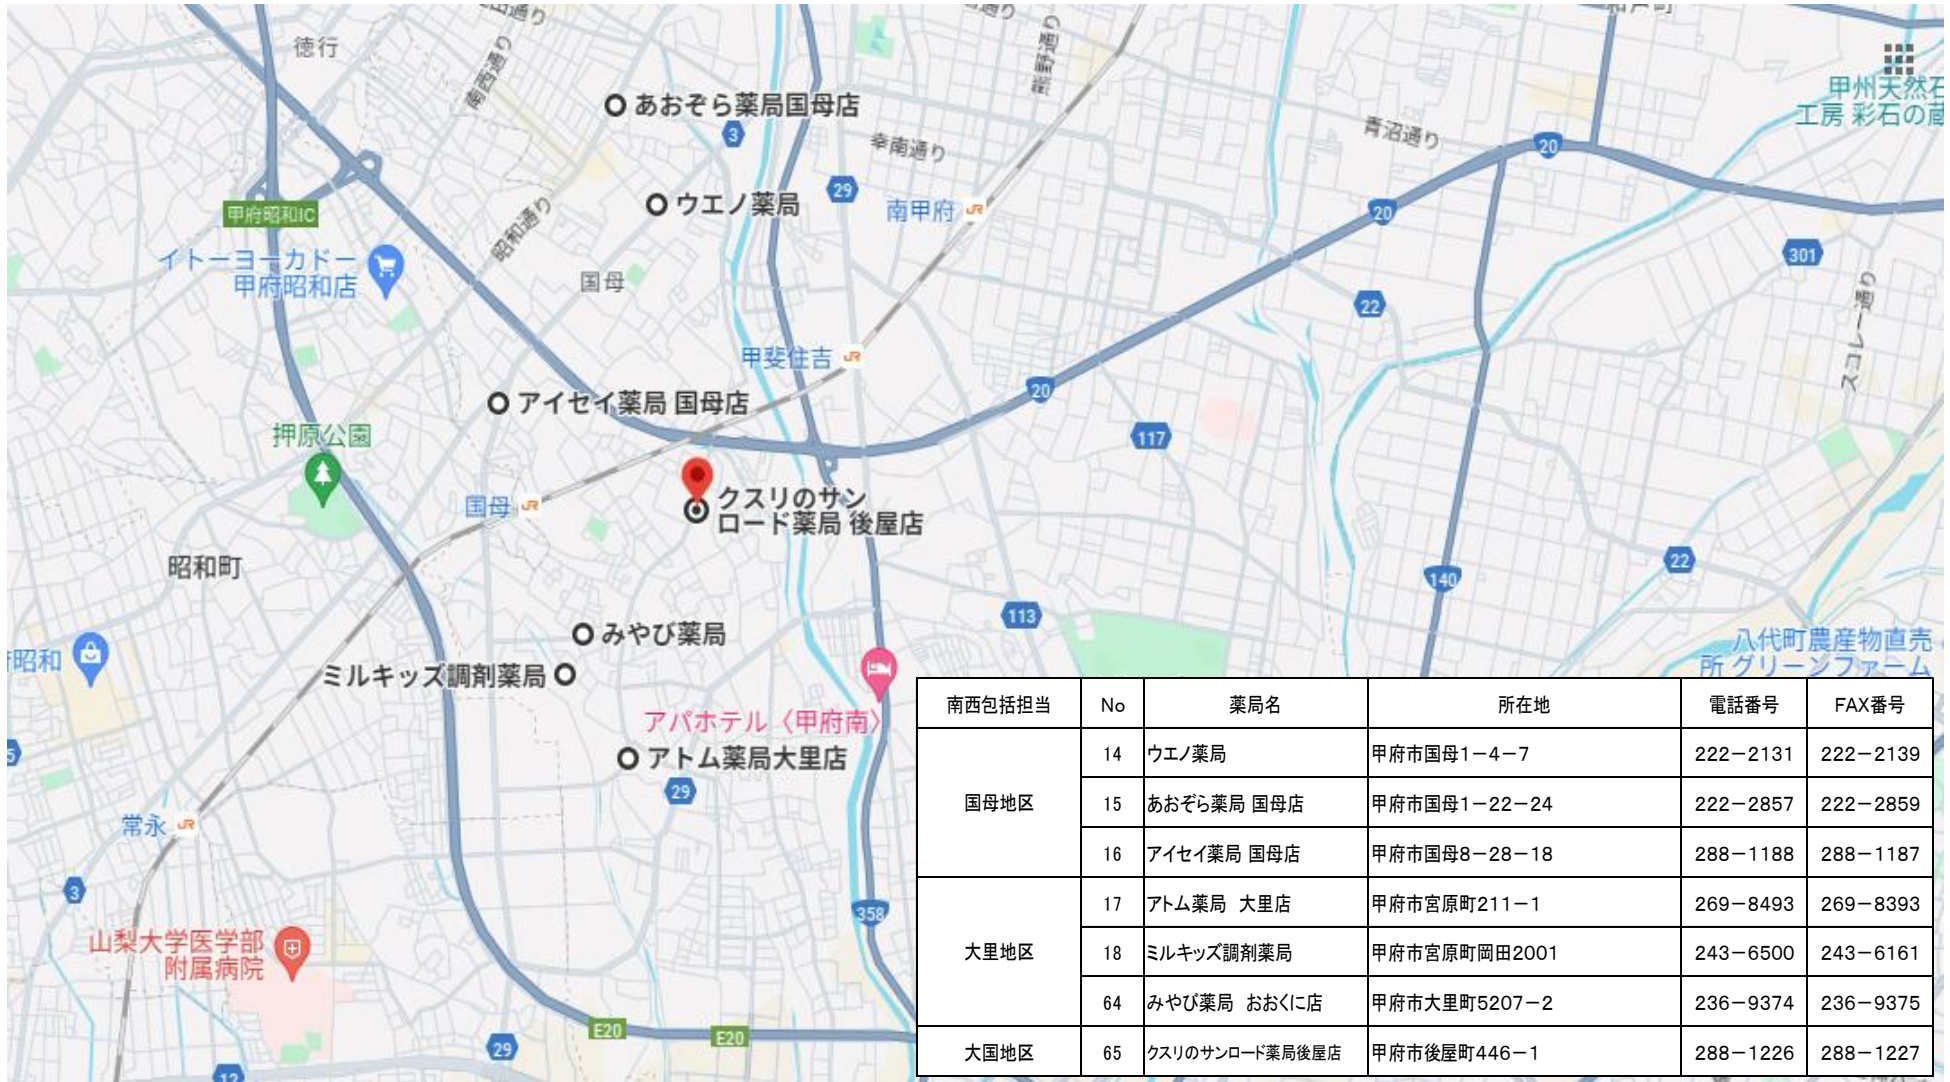 徳行
南西通り
熊野通り
あおぞら薬局国母店
3
幸南通り
青沼通り
20
甲州天然石
工房 彩石の蔵
ウエノ薬局
29
南甲府
20
甲府昭和IC
昭和通り
イトーヨーカドー
甲府昭和店
国母
301
22
スコレー通り
甲斐住吉
20
アイセイ薬局 国母店
押原公園
117
国母
クスリのサン
ロード薬局 後屋店
昭和町
22
140
113
みやび薬局
昭和
ミルキッズ調剤薬局
八代町農産物直売
所 グリーンファーム
アパホテル〈甲府南〉
アトム薬局大里店
29
常永
3
358
山梨大学医学部
附属病院
E20
E20
29
12
南西包括担当 No 薬局名 所在地 電話番号 FAX番号
国母地区
14 ウエノ薬局 甲府市国母1-4-7 222-2131 222-2139
15 あおぞら薬局 国母店 甲府市国母1-22-24 222-2857 222-2859
16 アイセイ薬局 国母店 甲府市国母8-28-18 288-1188 288-1187
大里地区
17 アトム薬局 大里店 甲府市宮原町211-1 269-8493 269-8393
18 ミルキッズ調剤薬局 甲府市宮原町岡田2001 243-6500 243-6161
64 みやび薬局 おおくに店 甲府市大里町5207-2 236-9374 236-9375
大国地区 65 クスリのサンロード薬局後屋店 甲府市後屋町446-1 288-1226 288-1227